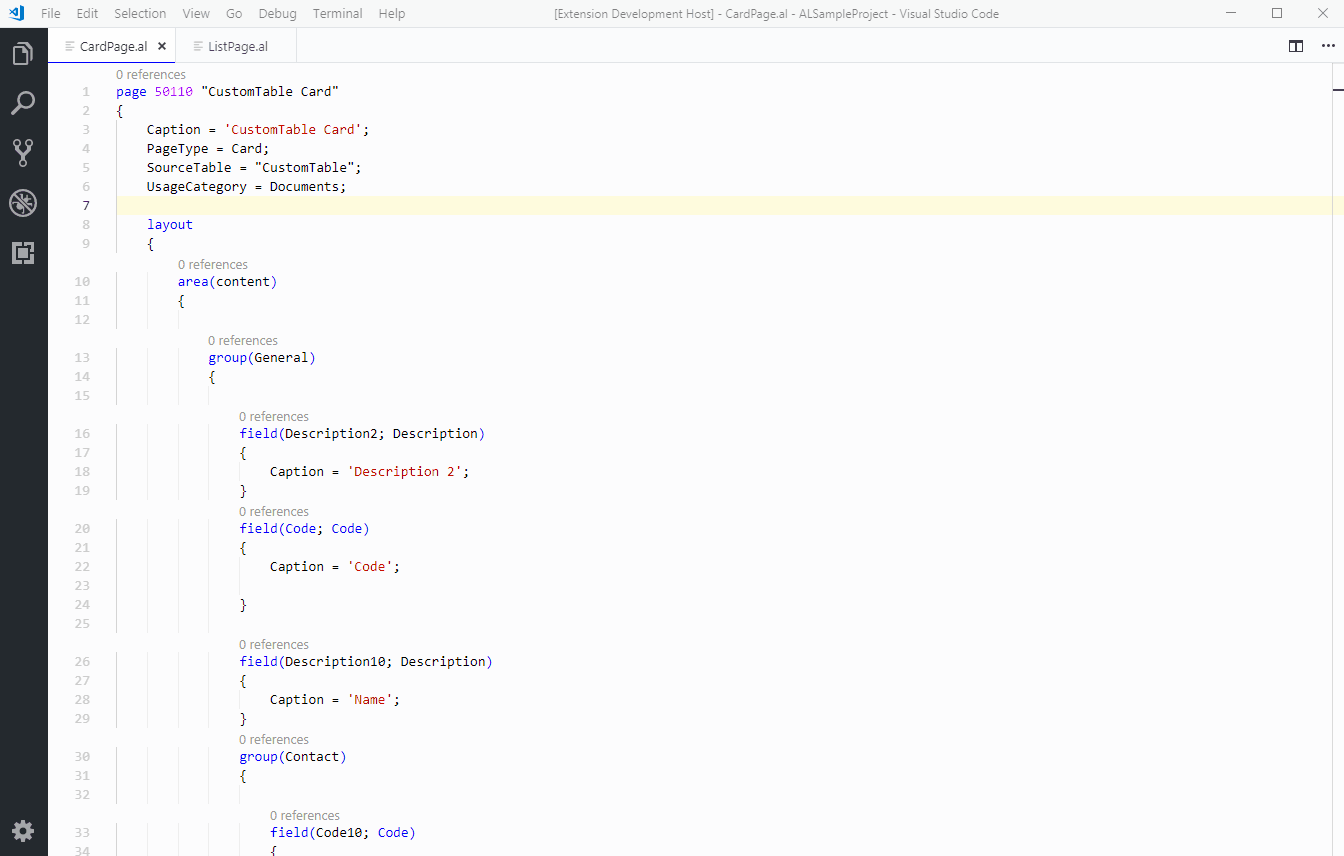 File Edit Selection View Go Debug Terminal Help [Extension Development Host] - CardPage.al - ALSampleProject - Visual Studio Code
CardPage.al ListPage.al
0 references
1 page 50110 "CustomTable Card"
2 {
3 Caption = 'CustomTable Card';
4 PageType = Card;
5 SourceTable = "CustomTable";
6 UsageCategory = Documents;
7
8 layout
9 {
0 references
10 area(content)
11 {
12
0 references
13 group(General)
14 {
15
0 references
16 field(Description2; Description)
17 {
18 Caption = 'Description 2';
19 }
0 references
20 field(Code; Code)
21 {
22 Caption = 'Code';
23
24 }
25
0 references
26 field(Description10; Description)
27 {
28 Caption = 'Name';
29 }
0 references
30 group(Contact)
31 {
32
0 references
33 field(Code10; Code)
34 {